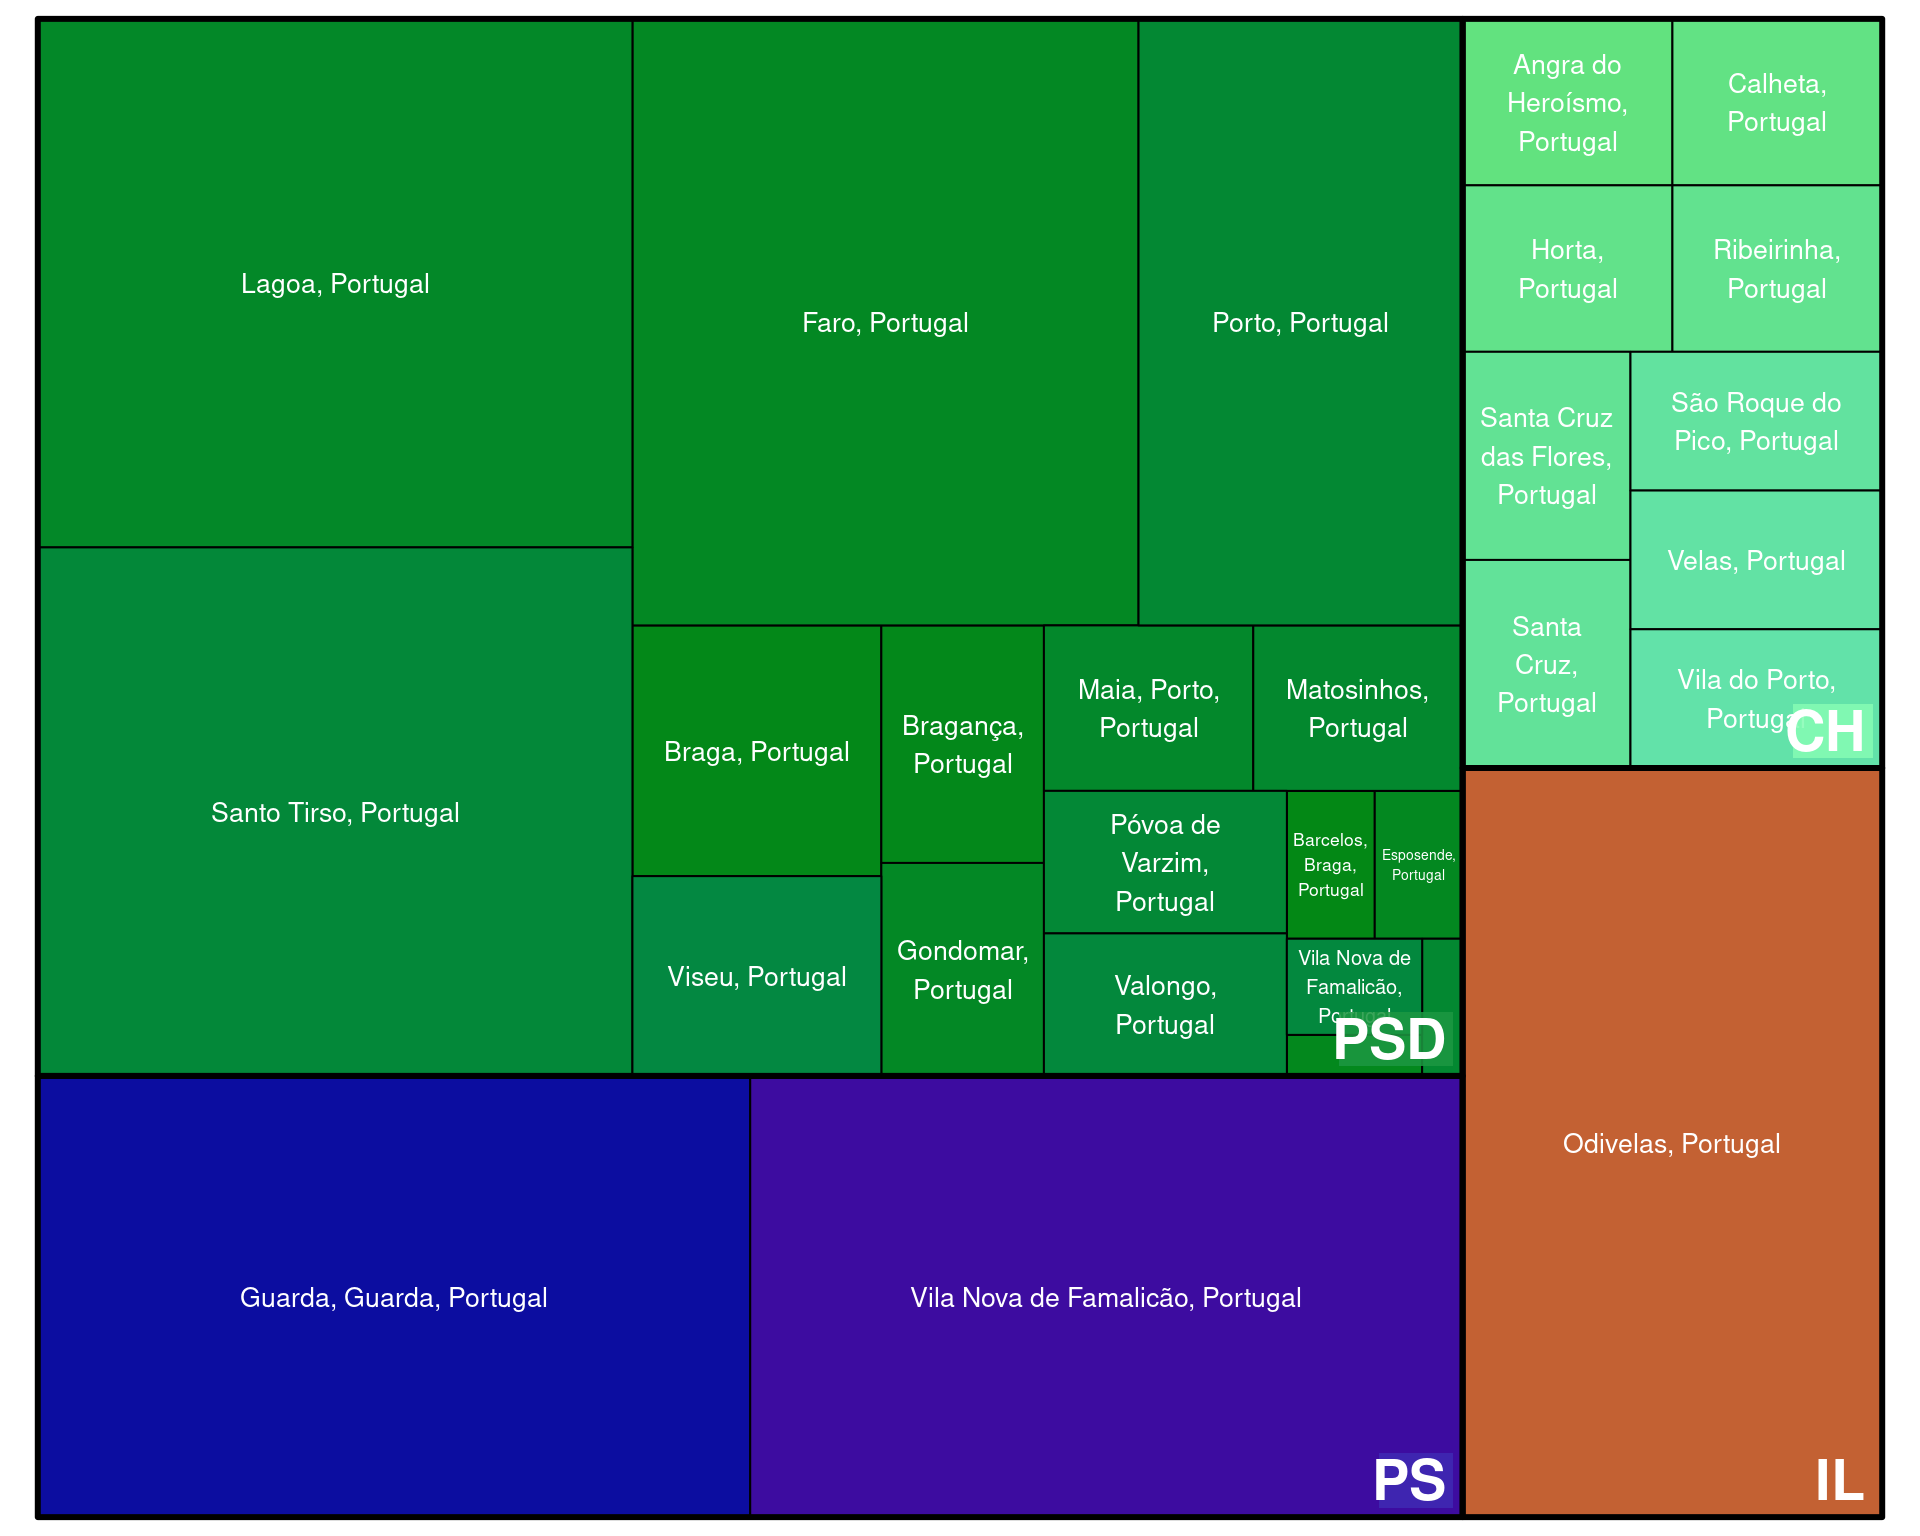 Lagoa, Portugal
Santo Tirso, Portugal
Faro, Portugal
Porto, Portugal
Braga, Portugal
Viseu, Portugal
Bragança,
Portugal
Gondomar,
Portugal
Maia, Porto,
Portugal
Matosinhos,
Portugal
Póvoa de
Varzim,
Portugal
Valongo,
Portugal
Barcelos,
Braga,
Portugal
Esposende,
Portugal
Vila Nova de
Famalicão,
Portugal
PSD
Guarda, Guarda, Portugal
Vila Nova de Famalicão, Portugal
PS
Angra do
Heroísmo,
Portugal
Calheta,
Portugal
Horta,
Portugal
Ribeirinha,
Portugal
Santa Cruz
das Flores,
Portugal
Santa
Cruz,
Portugal
São Roque do
Pico, Portugal
Velas, Portugal
Vila do Porto,
Portugal
CH
Odivelas, Portugal
IL